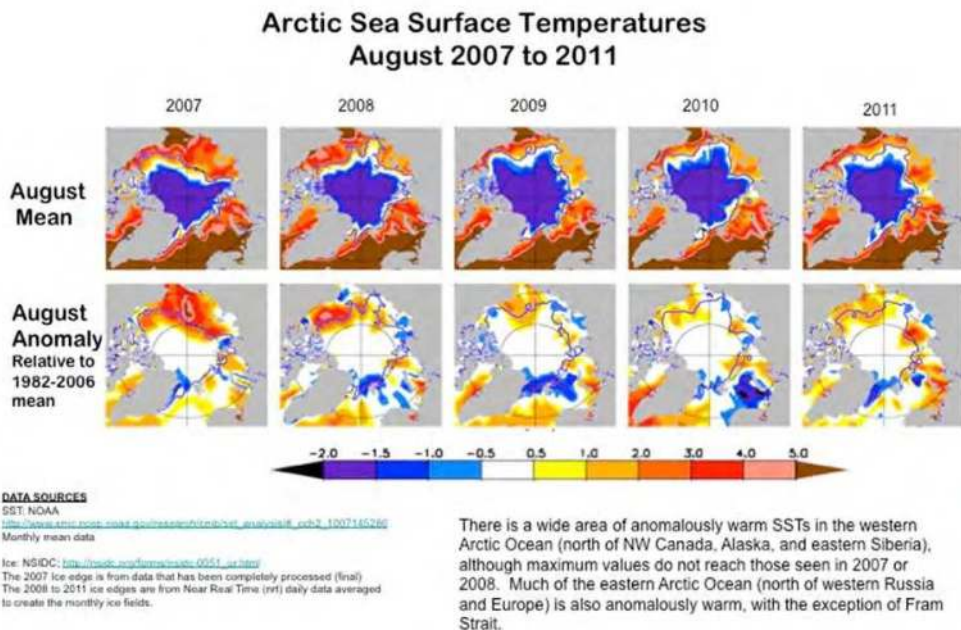 Arctic Sea Surface Temperatures
August 2007 to 2011
2007 2008 2009 2010 2011
August
Mean
August
Anomaly
Relative to
1982-2006
mean
-2.0 -1.5 -1.0 -0.5 0.5 1.0 2.0 3.0 4.0 5.0
DATA SOURCES
SST: NOAA
Monthly mean data
Ice: NSIDC: http://nsidc.org/forms/nsidc-0051_or.html
The 2007 Ice edge is from data that has been completely processed (final)
The 2008 to 2011 ice edges are from Near Real Time (nrt) daily data averaged
to create the monthly ice fields.
There is a wide area of anomalously warm SSTs in the western
Arctic Ocean (north of NW Canada, Alaska, and eastern Siberia),
although maximum values do not reach those seen in 2007 or
2008. Much of the eastern Arctic Ocean (north of western Russia
and Europe) is also anomalously warm, with the exception of Fram
Strait.